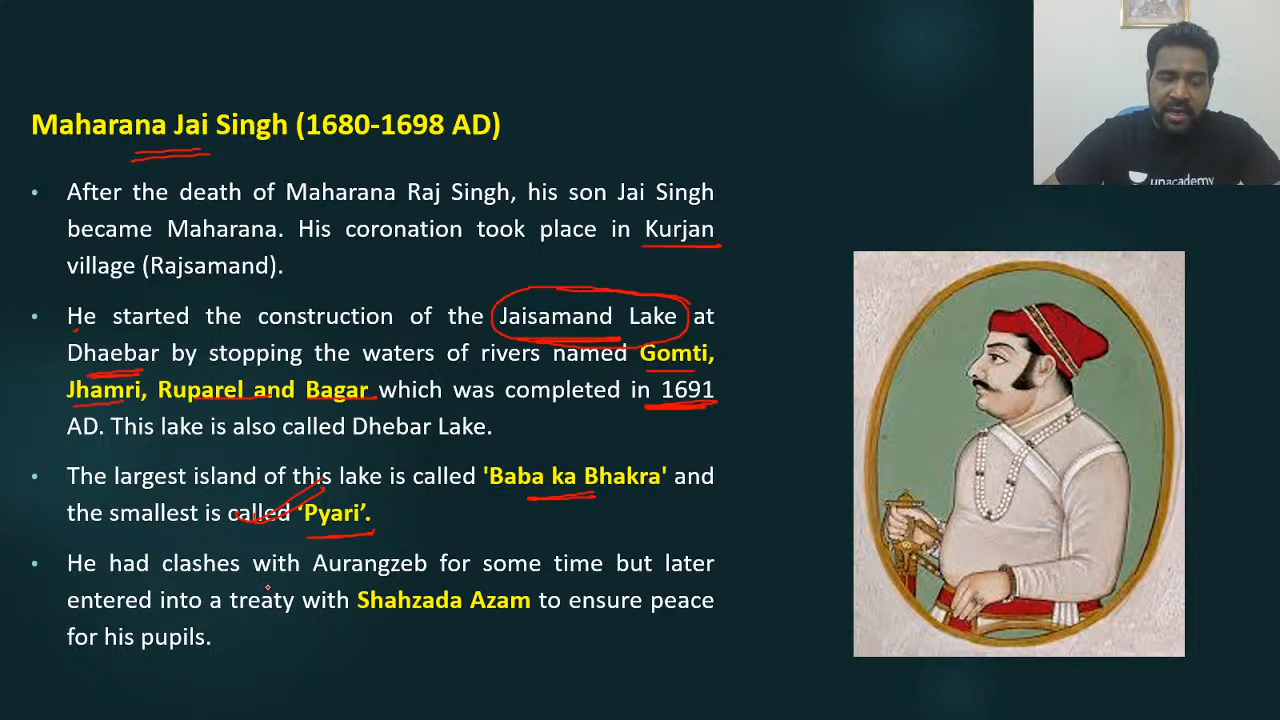 Maharana Jai Singh (1680-1698 AD)
• After the death of Maharana Raj Singh, his son Jai Singh
became Maharana. His coronation took place in Kurjan
village (Rajsamand).
• He started the construction of the Jaisamand Lake at
Dhaebar by stopping the waters of rivers named Gomti,
Jhamri, Ruparel and Bagar which was completed in 1691
AD. This lake is also called Dhebar Lake.
• The largest island of this lake is called 'Baba ka Bhakra' and
the smallest is called ‘Pyari’.
• He had clashes with Aurangzeb for some time but later
entered into a treaty with Shahzada Azam to ensure peace
for his pupils.
unacademy